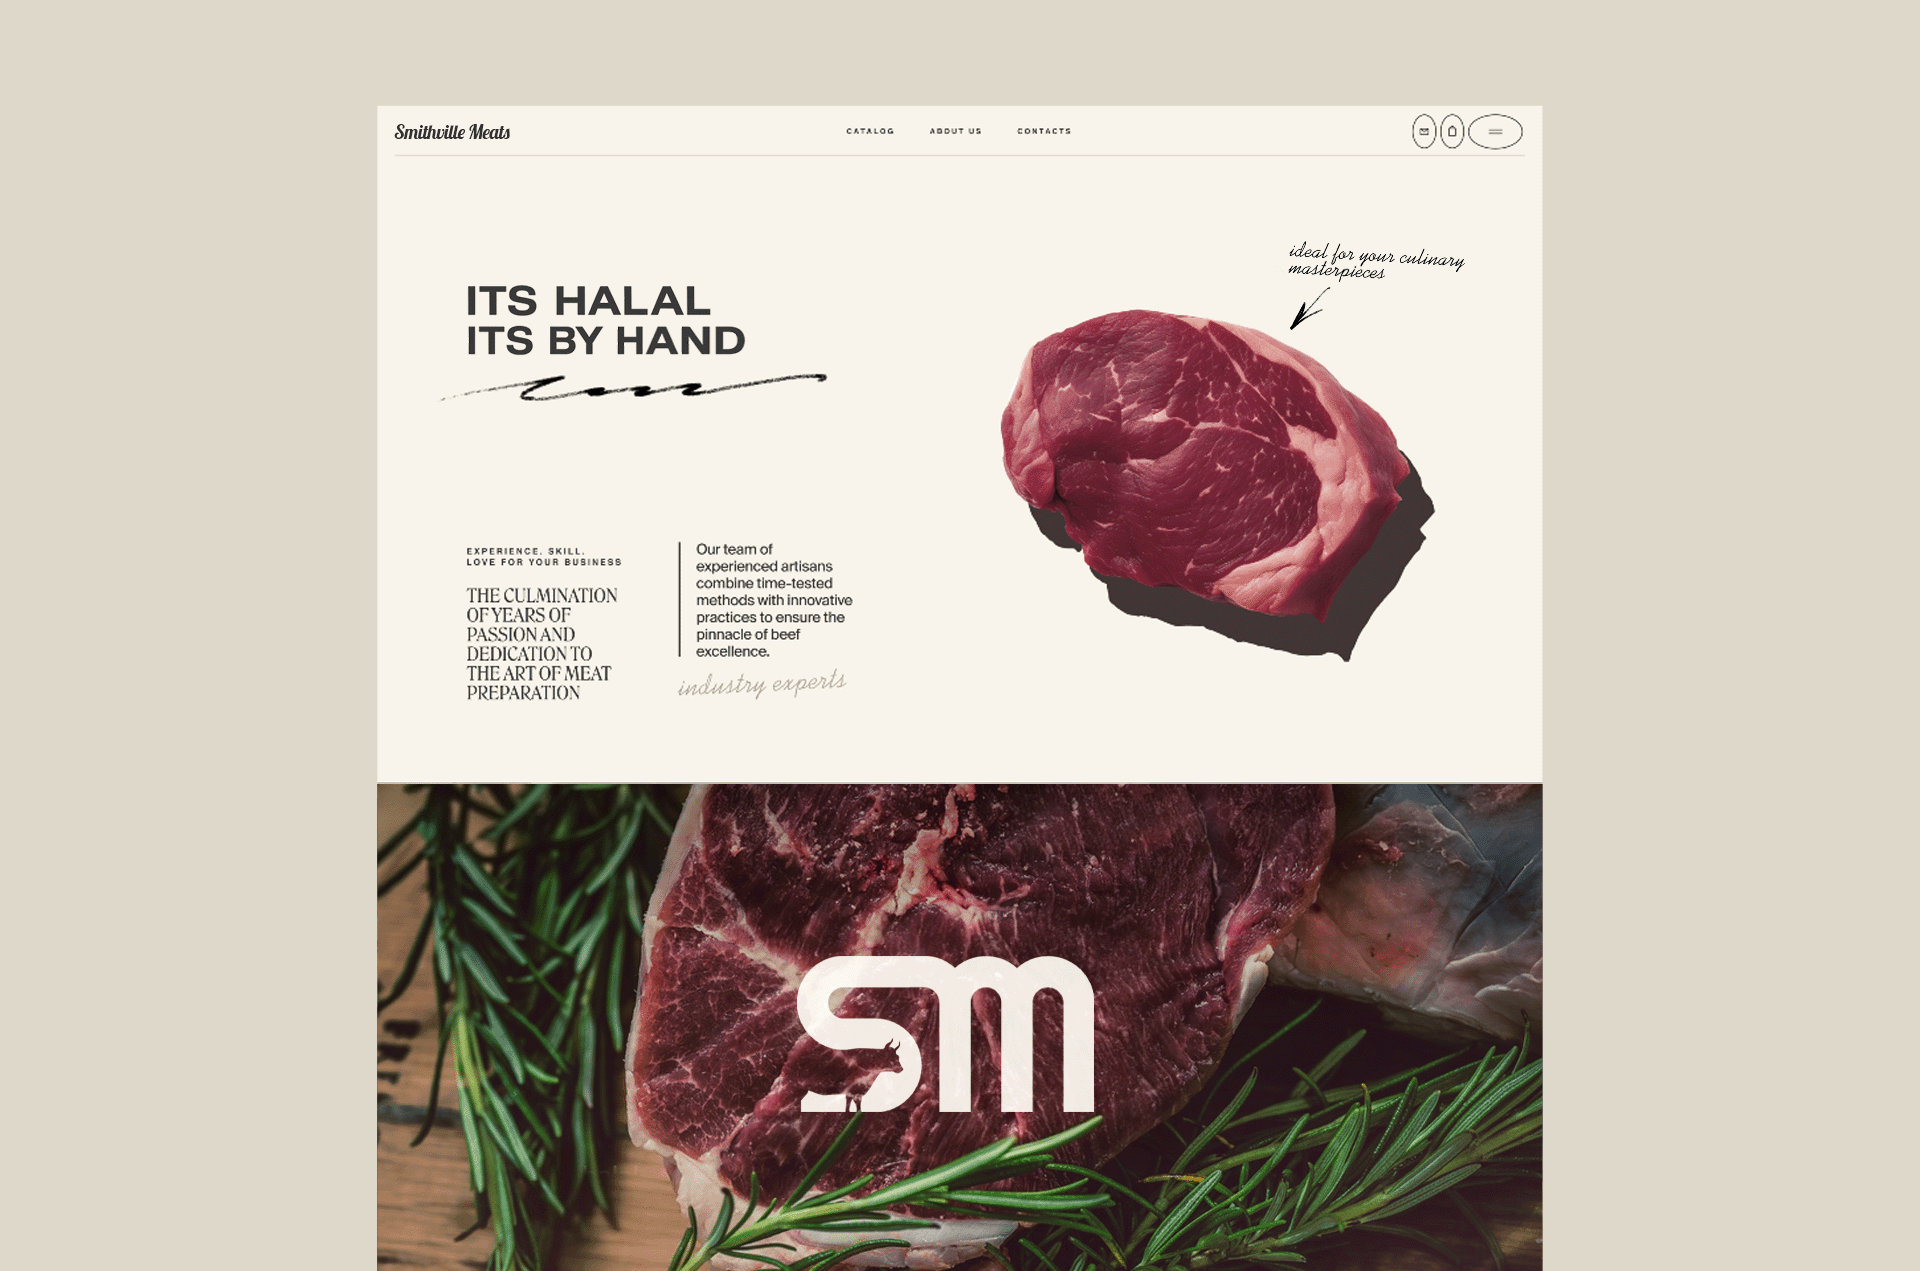 Smithville Meats
CATALOG
ABOUT US
CONTACTS
ideal for your culinary
masterpieces
ITS HALAL
ITS BY HAND
EXPERIENCE. SKILL.
LOVE FOR YOUR BUSINESS
THE CULMINATION
OF YEARS OF
PASSION AND
DEDICATION TO
THE ART OF MEAT
PREPARATION
Our team of
experienced artisans
combine time-tested
methods with innovative
practices to ensure the
pinnacle of beef
excellence.
industry experts
SM